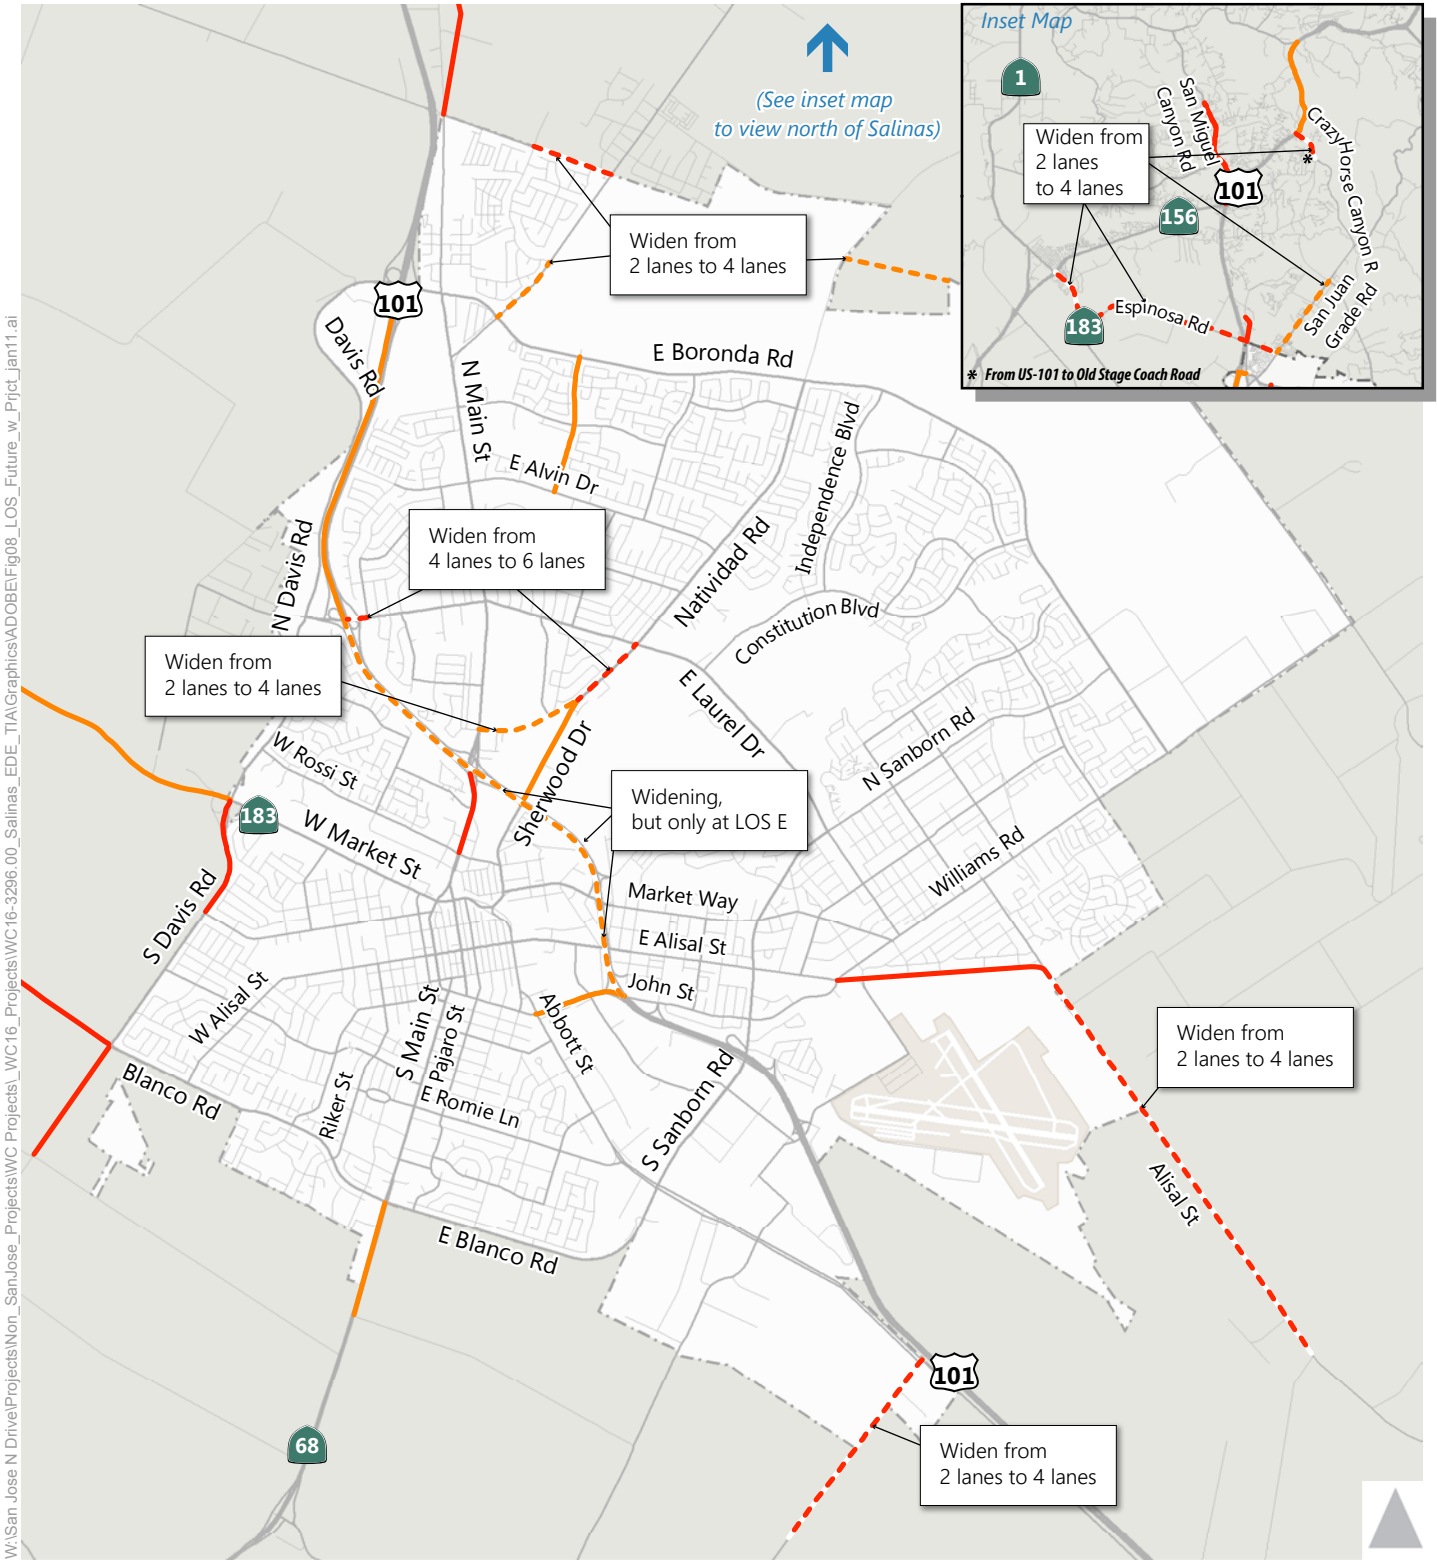 Inset Map
1
San Miguel
Canyon Rd
Crazy Horse Canyon R
Widen from
2 lanes
to 4 lanes
101
156
183
Espinosa Rd
San Juan
Grade Rd
* From US-101 to Old Stage Coach Road
*
(See inset map
to view north of Salinas)
Widen from
2 lanes to 4 lanes
101
Davis Rd
N Main St
E Boronda Rd
E Alvin Dr
Independence Blvd
Natividad Rd
Constitution Blvd
N Davis Rd
Widen from
4 lanes to 6 lanes
Widen from
2 lanes to 4 lanes
E Laurel Dr
N Sanborn Rd
W Rossi St
Sherwood Dr
183
W Market St
Widening,
but only at LOS E
Williams Rd
Market Way
S Davis Rd
E Alisal St
John St
W Alisal St
S Main St
E Pajaro St
Abbott St
Widen from
2 lanes to 4 lanes
Blanco Rd
Riker St
E Romie Ln
S Sanborn Rd
Alisal St
E Blanco Rd
101
68
Widen from
2 lanes to 4 lanes
W:\San Jose N Drive\Projects\Non_SanJose_Projects\WC Projects\_WC16_Projects\WC16-3296.00_Salinas_EDE_TIA\Graphics\ADOBE\Fig08_LOS_Future_w_Prjct_jan11.ai